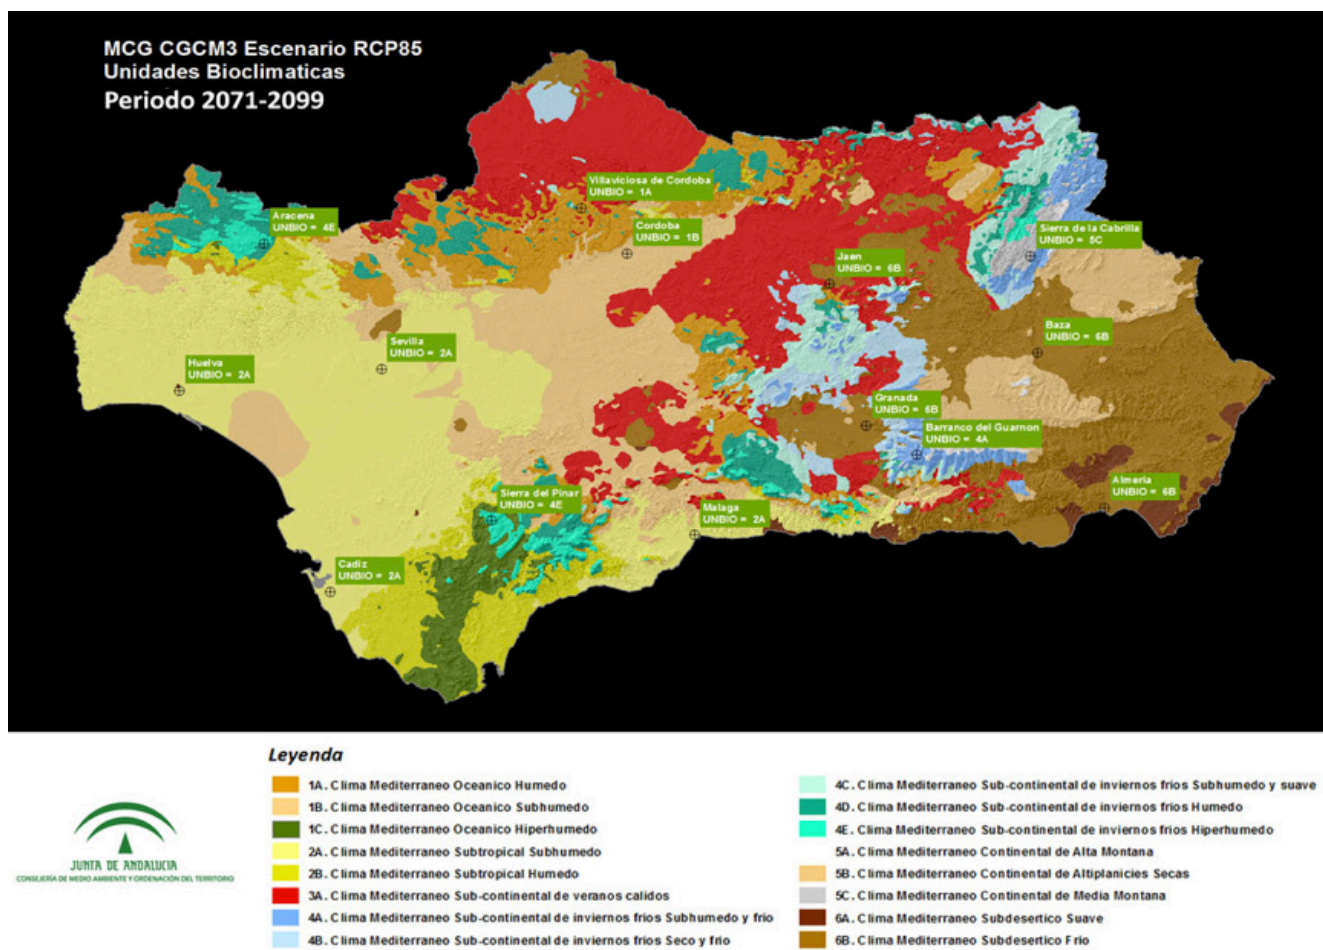 MCG CGCM3 Escenario RCP85
Unidades Bioclimaticas
Periodo 2071-2099
Villaviciosa de Cordoba
UNBIO = 1A
Aracena
UNBIO = 4E
Cordoba
UNBIO = 1B
Sierra de la Cabrilla
UNBIO = 5C
Jaen
UNBIO = 6B
Baza
UNBIO = 6B
Sevilla
UNBIO = 2A
Huelva
UNBIO = 2A
Granada
UNBIO = 6B
Barranco del Guarnon
UNBIO = 4A
Almeria
UNBIO = 6B
Sierra del Pinar
UNBIO = 4E
Malaga
UNBIO = 2A
Cadiz
UNBIO = 2A
Leyenda
1A. Clima Mediterraneo Oceanico Humedo
1B. Clima Mediterraneo Oceanico Subhumedo
1C. Clima Mediterraneo Oceanico Hiperhumedo
2A. Clima Mediterraneo Subtropical Subhumedo
2B. Clima Mediterraneo Subtropical Humedo
3A. Clima Mediterraneo Sub-continental de veranos calidos
4A. Clima Mediterraneo Sub-continental de inviernos frios Subhumedo y frio
4B. Clima Mediterraneo Sub-continental de inviernos frios Seco y frio
4C. Clima Mediterraneo Sub-continental de inviernos frios Subhumedo y suave
4D. Clima Mediterraneo Sub-continental de inviernos frios Humedo
4E. Clima Mediterraneo Sub-continental de inviernos frios Hiperhumedo
5A. Clima Mediterraneo Continental de Alta Montana
5B. Clima Mediterraneo Continental de Altiplanicies Secas
5C. Clima Mediterraneo Continental de Media Montana
6A. Clima Mediterraneo Subdesertico Suave
6B. Clima Mediterraneo Subdesertico Frio
JUNTA DE ANDALUCIA
CONSEJERÍA DE MEDIO AMBIENTE Y ORDENACIÓN DEL TERRITORIO